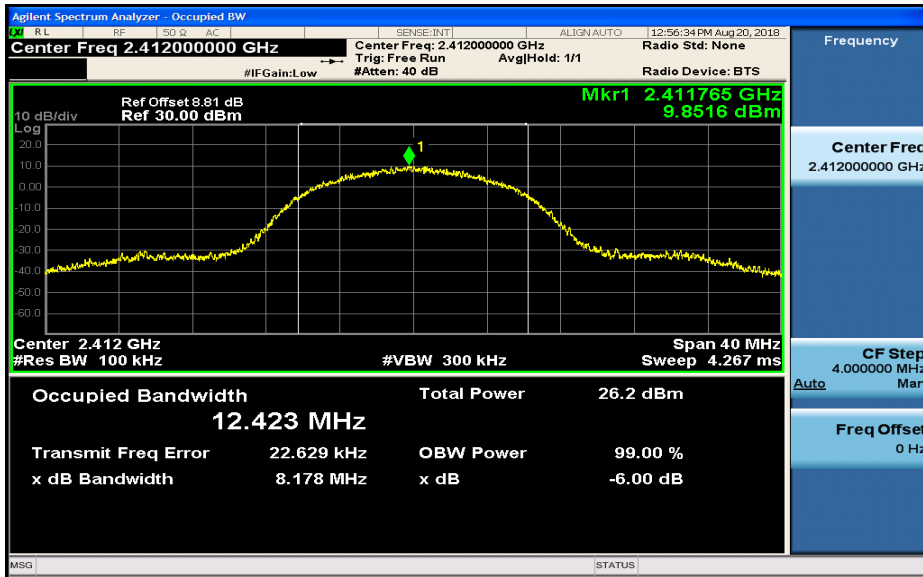 Agilent Spectrum Analyzer - Occupied BW
LXI RL RF 50 Ω AC SENSE:INT ALIGN AUTO 12:56:34 PM Aug 20, 2018
Center Freq 2.412000000 GHz
Center Freq: 2.412000000 GHz
Radio Std: None
Trig: Free Run Avg|Hold: 1/1
#IFGain:Low #Atten: 40 dB Radio Device: BTS
Ref Offset 8.81 dB
10 dB/div Ref 30.00 dBm
Mkr1 2.411765 GHz
9.8516 dBm
Log
20.0
10.0
0.00
-10.0
-20.0
-30.0
-40.0
-50.0
-60.0
1
Center 2.412 GHz Span 40 MHz
#Res BW 100 kHz #VBW 300 kHz Sweep 4.267 ms
Occupied Bandwidth Total Power 26.2 dBm
12.423 MHz
Transmit Freq Error 22.629 kHz OBW Power 99.00 %
x dB Bandwidth 8.178 MHz x dB -6.00 dB
MSG STATUS
Frequency
Center Freq
2.412000000 GHz
CF Step
4.000000 MHz
Auto Man
Freq Offset
0 Hz